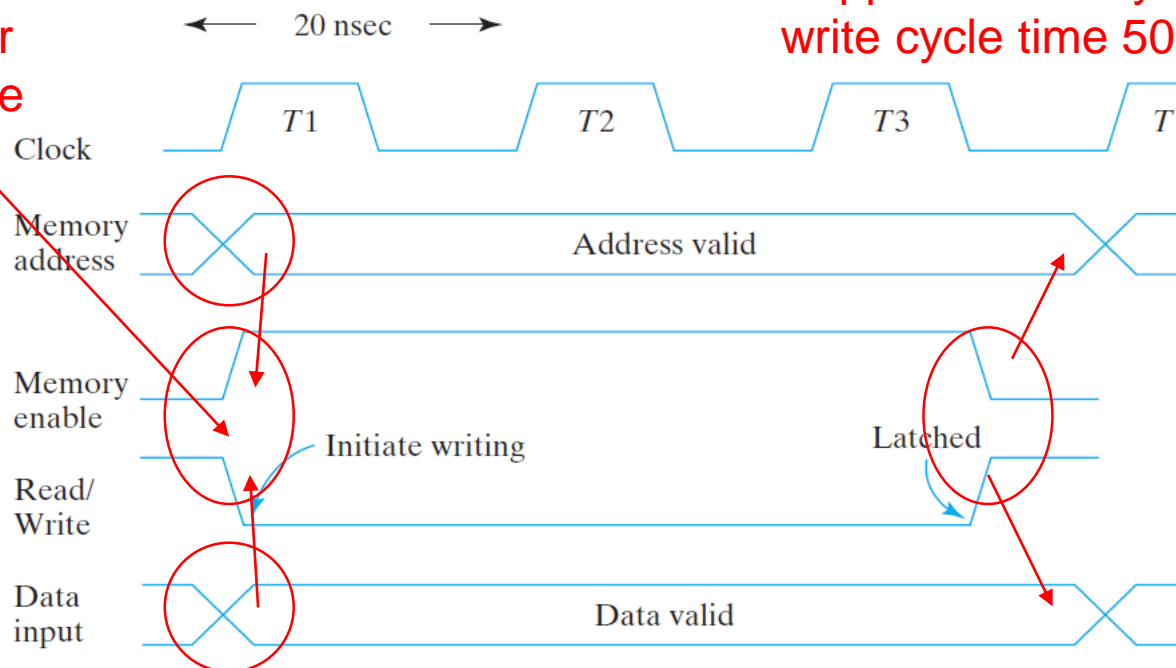 20 nsec
write cycle time 50
Clock
T1
T2
T3
T
Memory
address
Address valid
Memory
enable
Initiate writing
Latched
Read/
Write
Data
input
Data valid